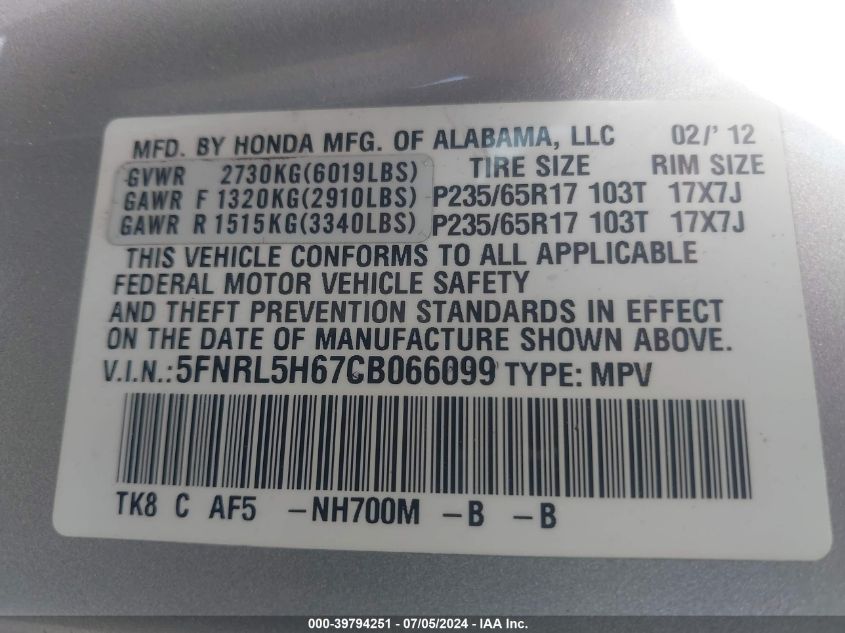 MFD. BY HONDA MFG. OF ALABAMA, LLC 02/' 12
GVWR 2730KG(6019LBS) TIRE SIZE RIM SIZE
GAWR F 1320KG(2910LBS) P235/65R17 103T 17X7J
GAWR R 1515KG(3340LBS) P235/65R17 103T 17X7J
THIS VEHICLE CONFORMS TO ALL APPLICABLE
FEDERAL MOTOR VEHICLE SAFETY
AND THEFT PREVENTION STANDARDS IN EFFECT
ON THE DATE OF MANUFACTURE SHOWN ABOVE.
V.I.N.:5FNRL5H67CB066099 TYPE: MPV
TK8 C AF5 -NH700M -B -B
000-39794251 / 07/05/2024 - IAA Inc.